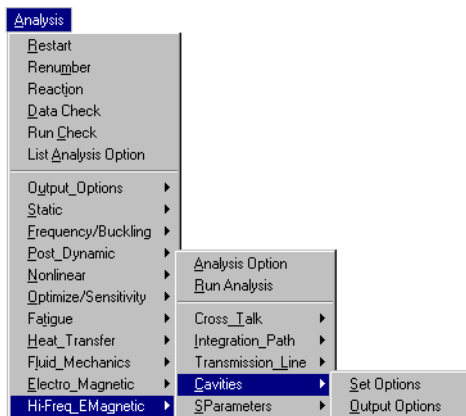 Analysis
Restart
Renumber
Reaction
Data Check
Run Check
List Analysis Option
Output_Options
Static
Frequency/Buckling
Post_Dynamic
Nonlinear
Optimize/Sensitivity
Fatigue
Heat_Transfer
Fluid_Mechanics
Electro_Magnetic
Hi-Freq_EMagnetic
Analysis Option
Run Analysis
Cross_Talk
Integration_Path
Transmission_Line
Cavities
SParameters
Set Options
Output Options